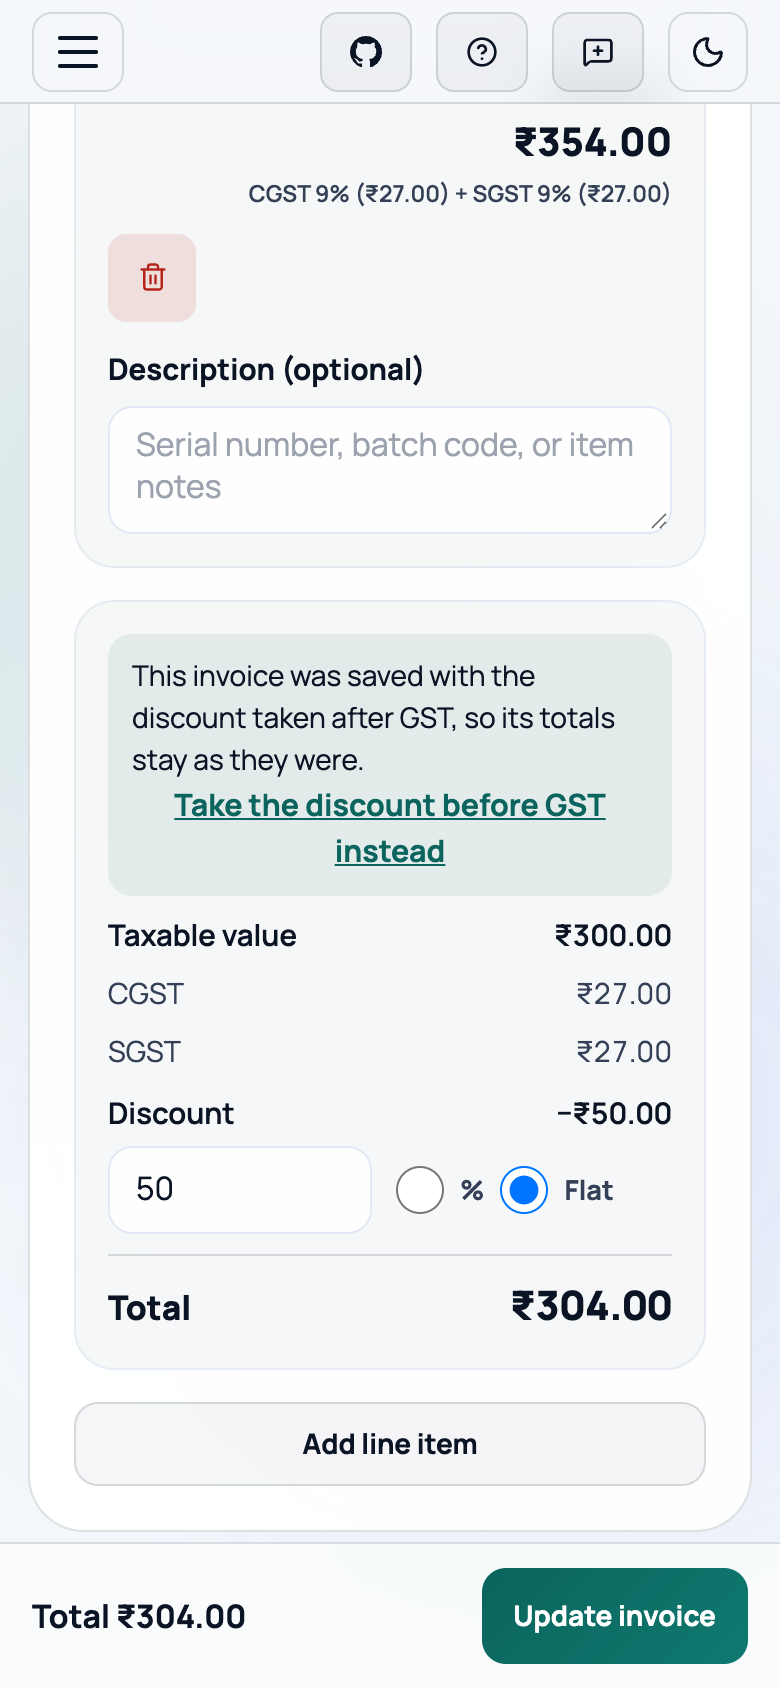 ₹354.00
CGST 9% (₹27.00) + SGST 9% (₹27.00)
Description (optional)
Serial number, batch code, or item
notes
This invoice was saved with the
discount taken after GST, so its totals
stay as they were.
Take the discount before GST
instead
Taxable value ₹300.00
CGST ₹27.00
SGST ₹27.00
Discount −₹50.00
50 % Flat
Total ₹304.00
Add line item
Total ₹304.00 Update invoice